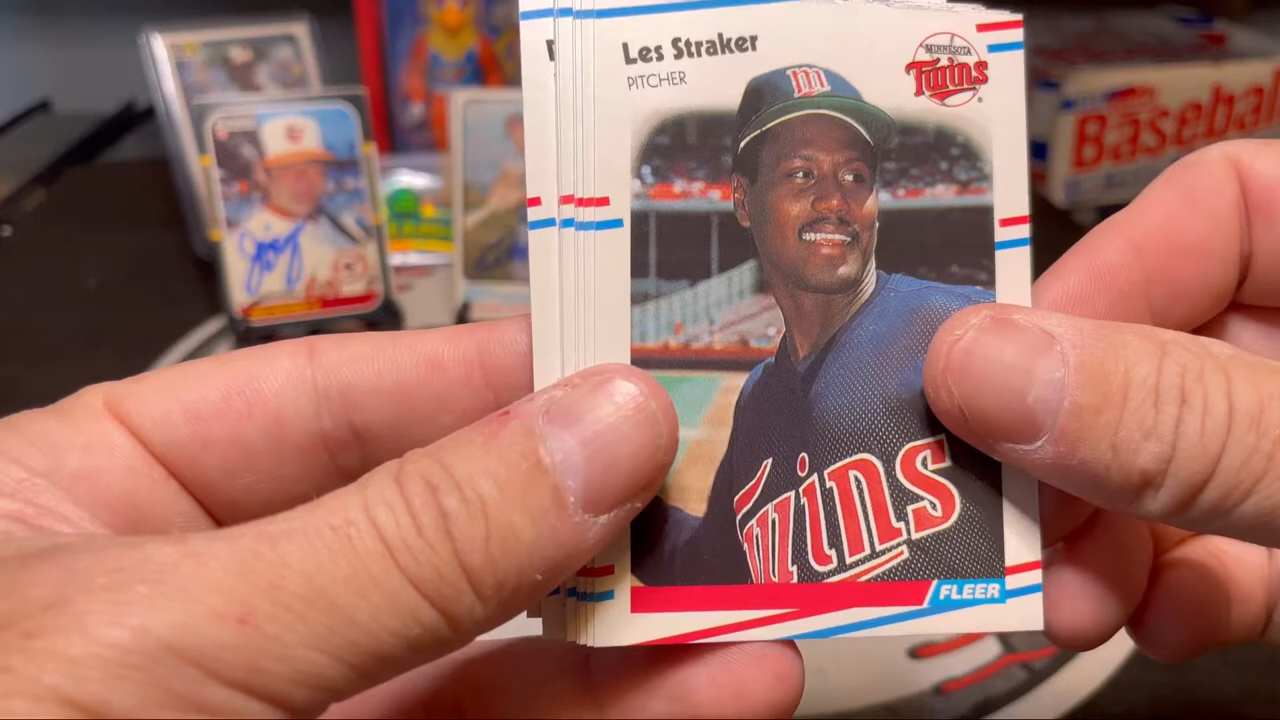 Les Straker
PITCHER
MINNESOTA
Twins
m
Twins
FLEER
Baseball